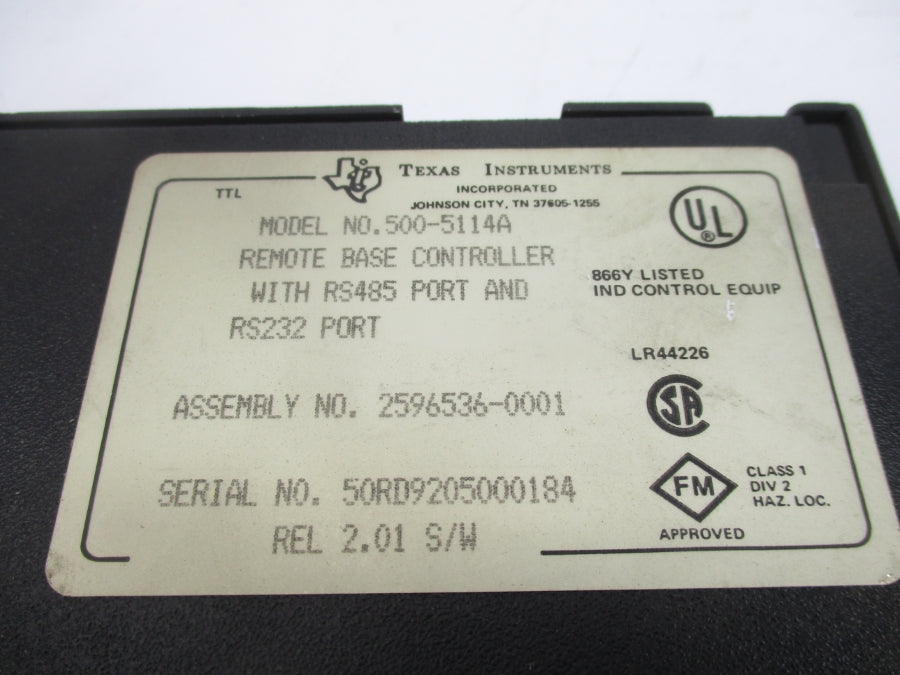 TTL
TEXAS INSTRUMENTS
INCORPORATED
JOHNSON CITY, TN 37605-1255
MODEL NO.500-5114A
REMOTE BASE CONTROLLER
WITH RS485 PORT AND
RS232 PORT
ASSEMBLY NO. 2596536-0001
SERIAL NO. 50RD9205000184
REL 2.01 S/W
UL
®
866Y LISTED
IND CONTROL EQUIP
LR44226
SA
FM
CLASS 1
DIV 2
HAZ. LOC.
APPROVED